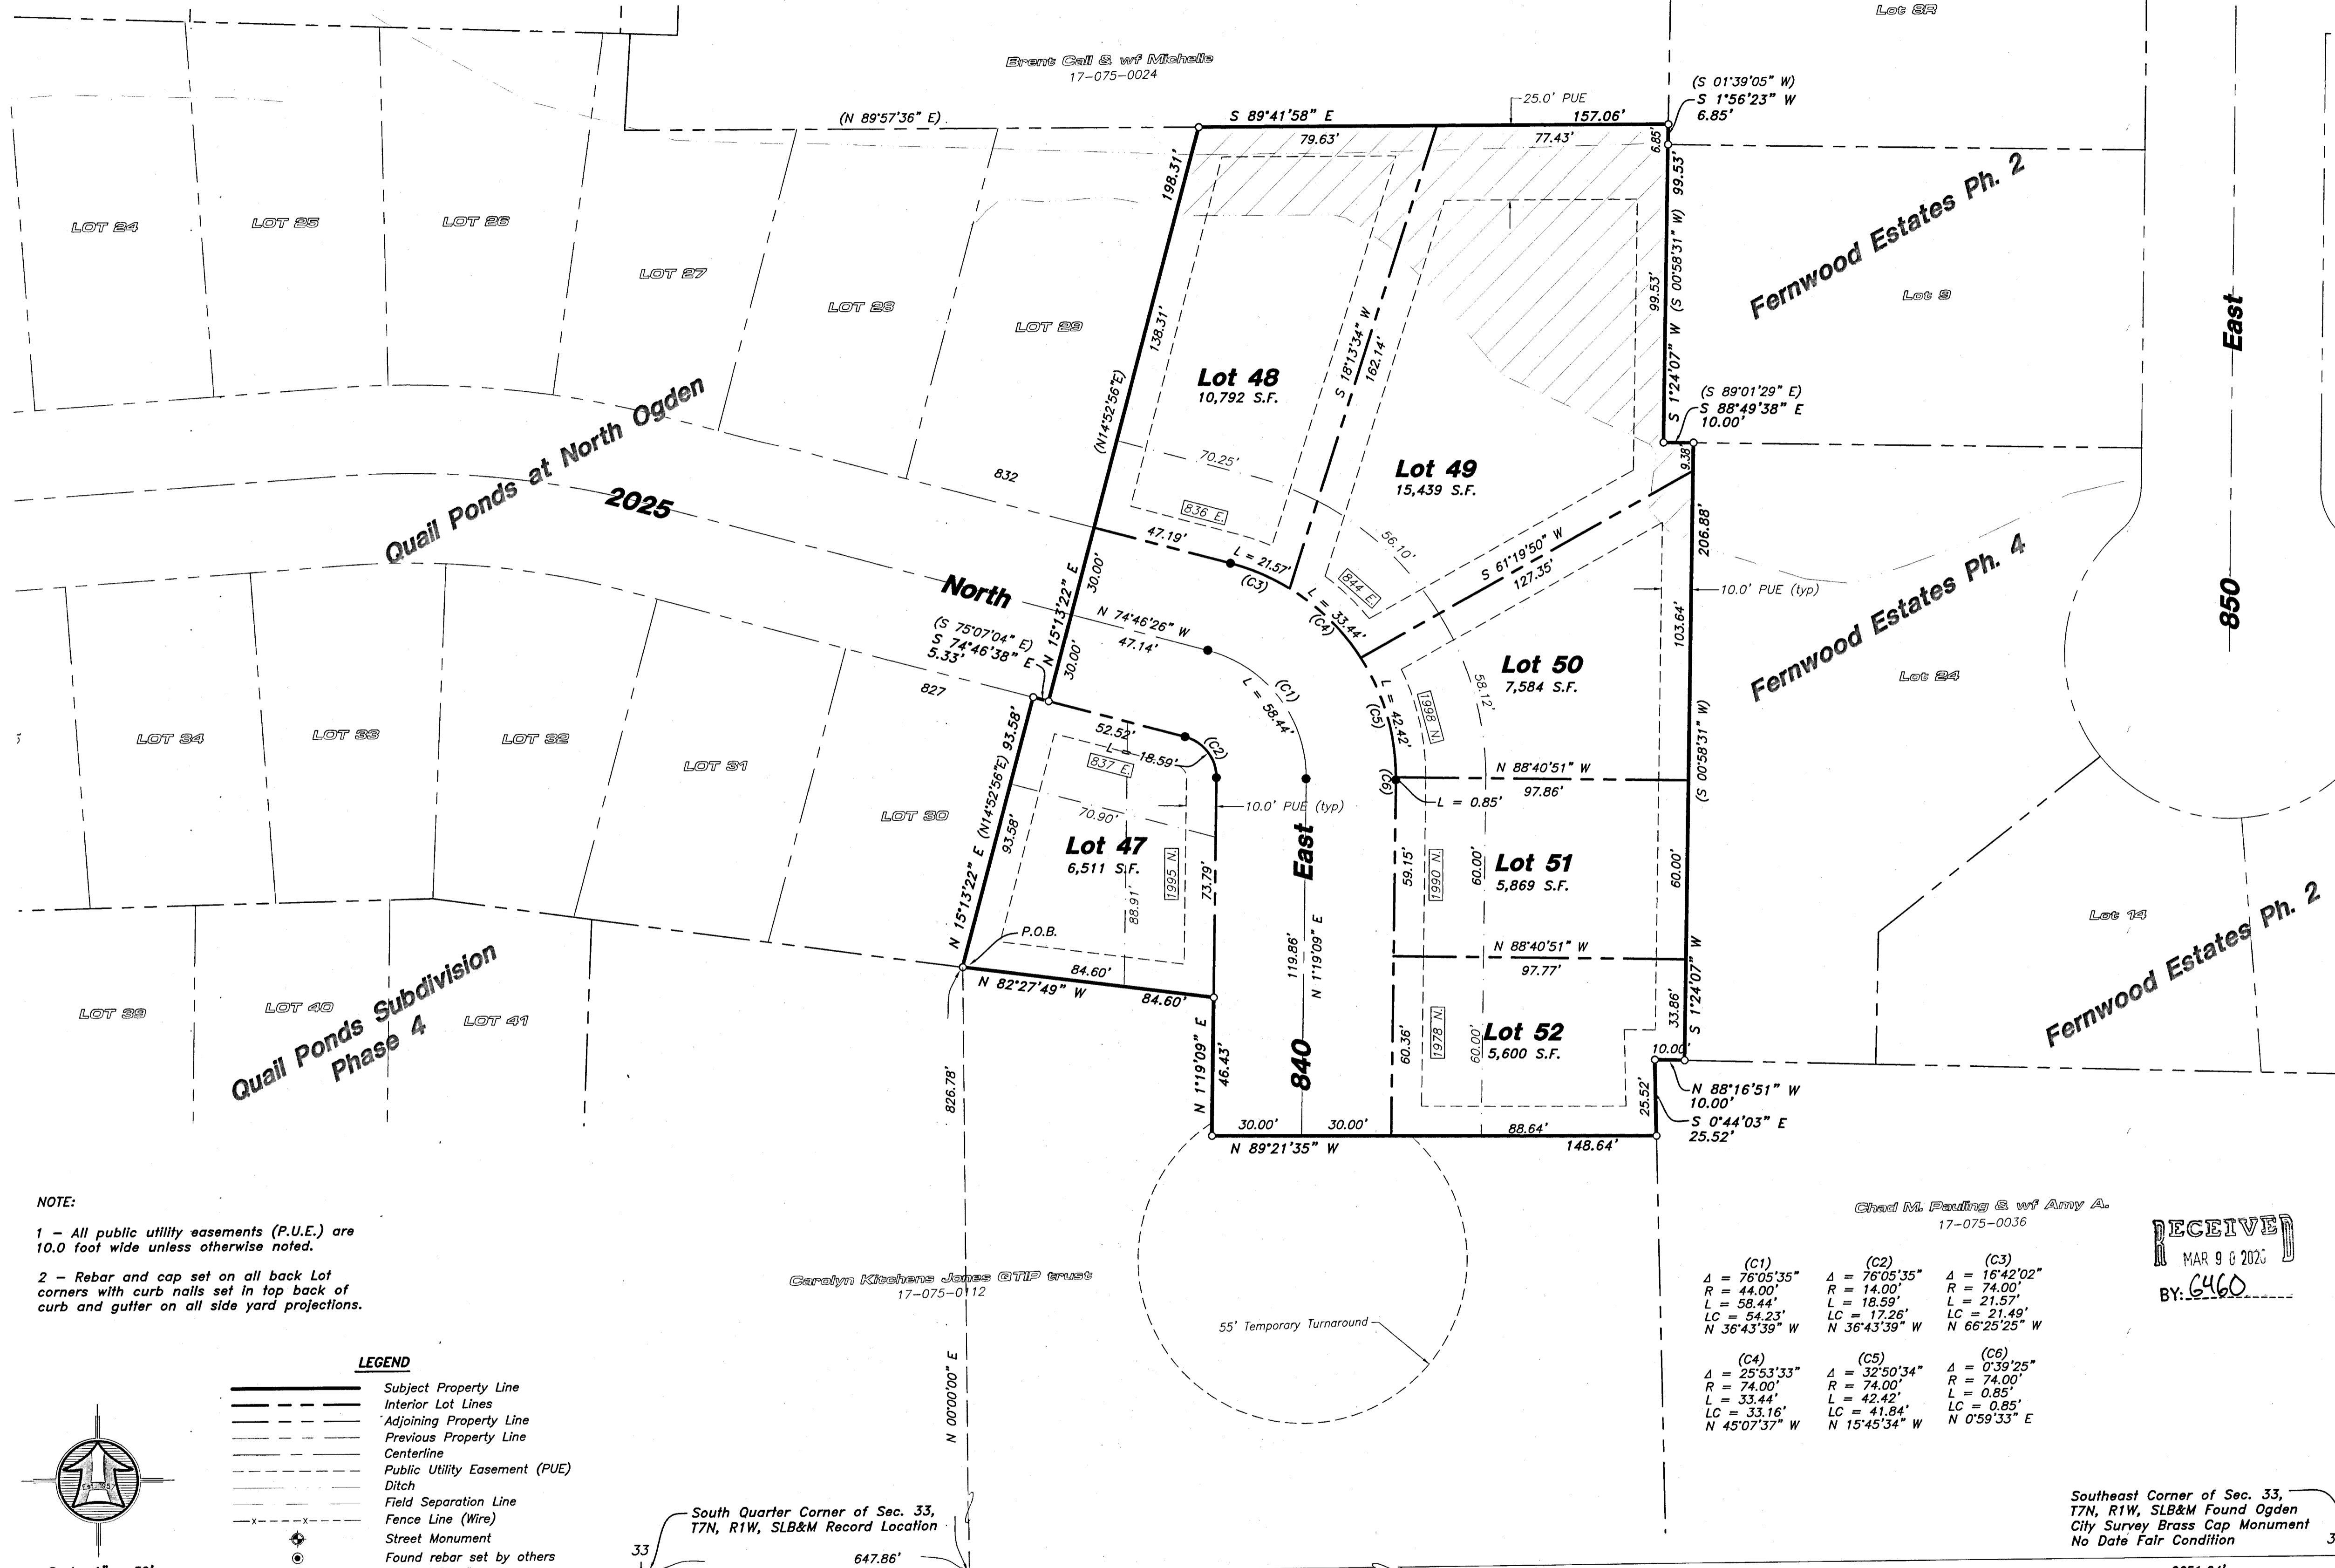 Lot 8R
Brent Call & wf Michelle
17-075-0024
(N 89°57'36" E)
S 89°41'58" E
157.06'
25.0' PUE
79.63'
77.43'
(S 01°39'05" W)
S 1°56'23" W
6.85'
6.85'
198.31'
138.31'
(N14°52'56"E)
99.53'
S 1°24'07" W (S 00°58'31" W) 99.53'
Fernwood Estates Ph. 2
Lot 9
LOT 24
LOT 25
LOT 26
LOT 27
LOT 28
LOT 29
Quail Ponds at North Ogden
2025
North
832
Lot 48
10,792 S.F.
S 18°13'34" W
162.14'
70.25'
836 E.
47.19'
L = 21.57'
(C3)
Lot 49
15,439 S.F.
56.10'
844 E.
L = 33.44'
(C4)
S 61°19'50" W
127.35'
(S 89°01'29" E)
S 88°49'38" E
10.00'
9.38'
206.88'
10.0' PUE (typ)
103.64'
(S 00°58'31" W)
Fernwood Estates Ph. 4
Lot 24
East
850
N 15°13'22" E
30.00'
30.00'
(S 75°07'04" E)
S 74°46'38" E
5.33'
N 74°46'26" W
47.14'
(C1)
L = 58.44'
Lot 50
7,584 S.F.
58.12'
1998 N.
L = 42.42'
(C5)
(C6)
L = 0.85'
N 88°40'51" W
97.86'
827
LOT 34
LOT 33
LOT 32
LOT 31
LOT 30
N 15°13'22" E (N14°52'56"E) 93.58'
93.58'
52.52'
L = 18.59'
(C2)
837 E.
10.0' PUE (typ)
70.90'
Lot 47
6,511 S.F.
1995 N.
73.79'
88.91'
P.O.B.
84.60'
N 82°27'49" W
84.60'
840
East
119.86'
N 1°19'09" E
59.15'
1990 N.
60.00'
Lot 51
5,869 S.F.
60.00'
N 88°40'51" W
97.77'
S 1°24'07" W
33.86'
Lot 14
Fernwood Estates Ph. 2
Quail Ponds Subdivision
Phase 4
LOT 39
LOT 40
LOT 41
826.78'
N 1°19'09" E
46.43'
60.36'
1978 N.
60.00'
Lot 52
5,600 S.F.
10.00'
N 88°16'51" W
10.00'
25.52'
S 0°44'03" E
25.52'
30.00'
30.00'
88.64'
N 89°21'35" W
148.64'
NOTE:
1 - All public utility easements (P.U.E.) are
10.0 foot wide unless otherwise noted.
2 - Rebar and cap set on all back Lot
corners with curb nails set in top back of
curb and gutter on all side yard projections.
Carolyn Kitchens Jones QTIP trust
17-075-0112
55' Temporary Turnaround
N 00°00'00" E
Chad M. Pauling & wf Amy A.
17-075-0036
RECEIVED
BY: 6460
(C1)
Δ = 76°05'35"
R = 44.00'
L = 58.44'
LC = 54.23'
N 36°43'39" W
(C2)
Δ = 76°05'35"
R = 14.00'
L = 18.59'
LC = 17.26'
N 36°43'39" W
(C3)
Δ = 16°42'02"
R = 74.00'
L = 21.57'
LC = 21.49'
N 66°25'25" W
(C4)
Δ = 25°53'33"
R = 74.00'
L = 33.44'
LC = 33.16'
N 45°07'37" W
(C5)
Δ = 32°50'34"
R = 74.00'
L = 42.42'
LC = 41.84'
N 15°45'34" W
(C6)
Δ = 0°39'25"
R = 74.00'
L = 0.85'
LC = 0.85'
N 0°59'33" E
LEGEND
Subject Property Line
Interior Lot Lines
Adjoining Property Line
Previous Property Line
Centerline
Public Utility Easement (PUE)
Ditch
Field Separation Line
Fence Line (Wire)
Street Monument
Found rebar set by others
South Quarter Corner of Sec. 33,
T7N, R1W, SLB&M Record Location
33
647.86'
Southeast Corner of Sec. 33,
T7N, R1W, SLB&M Found Ogden
City Survey Brass Cap Monument
No Date Fair Condition